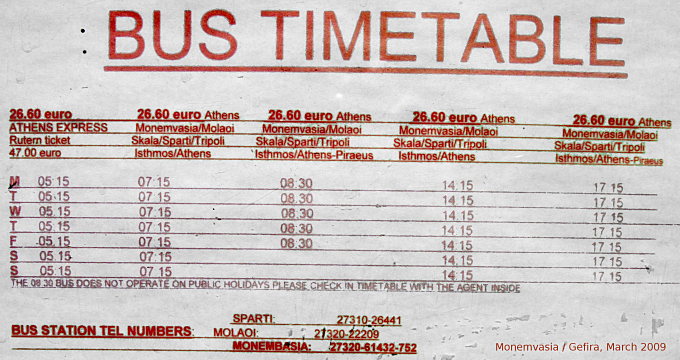 BUS TIMETABLE
26.60 euro 26.60 euro Athens 26.60 euro Athens 26.60 euro Athens 26.60 euro Athens
ATHENS EXPRESS Monemvasia/Molaoi Monemvasia/Molaoi Monemvasia/Molaoi Monemvasia/Molaoi
Rutern ticket Skala/Sparti/Tripoli Skala/Sparti/Tripoli Skala/Sparti/Tripoli Skala/Sparti/Tripoli
47.00 euro Isthmos/Athens Isthmos/Athens-Piraeus Isthmos/Athens Isthmos/Athens-Piraeus
M 05.15 07.15 08.30 14.15 17.15
T 05.15 07.15 08.30 14.15 17.15
W 05.15 07.15 08.30 14.15 17.15
T 05.15 07.15 08.30 14.15 17.15
F 05.15 07.15 08.30 14.15 17.15
S 05.15 07.15 14.15 17.15
S 05.15 07.15 14.15 17.15
THE 08.30 BUS DOES NOT OPERATE ON PUBLIC HOLIDAYS PLEASE CHECK IN TIMETABLE WITH THE AGENT INSIDE
SPARTI: 27310-26441
BUS STATION TEL NUMBERS: MOLAOI: 27320-22209
MONEMBASIA: 27320-61432-752
Monemvasia / Gefira, March 2009